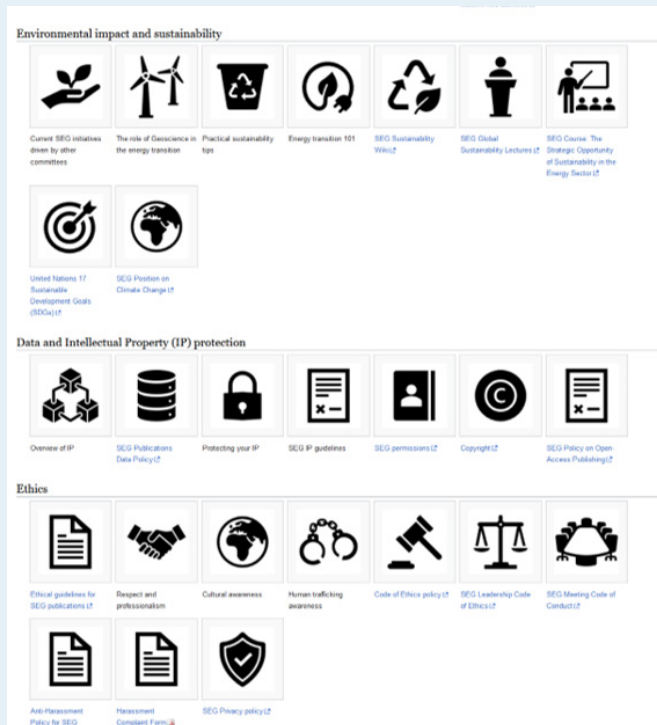 Environmental impact and sustainability
Current SEG initiatives
driven by other
committees
The role of Geoscience in
the energy transition
Practical sustainability
tips
Energy transition 101
SEG Sustainability
Wiki
SEG Global
Sustainability Lectures
SEG Course: The
Strategic Opportunity
of Sustainability in the
Energy Sector
United Nations 17
Sustainable
Development Goals
(SDGs)
SEG Position on
Climate Change
Data and Intellectual Property (IP) protection
Overview of IP
SEG Publications
Data Policy
Protecting your IP
SEG IP guidelines
SEG permissions
C
Copyright
SEG Policy on Open
Access Publishing
Ethics
Ethical guidelines for
SEG publications
Respect and
professionalism
Cultural awareness
Human trafficking
awareness
Code of Ethics policy
SEG Leadership Code
of Ethics
SEG Meeting Code of
Conduct
Anti-Harassment
Policy for SEG
Harassment
Complaint Form
SEG Privacy policy